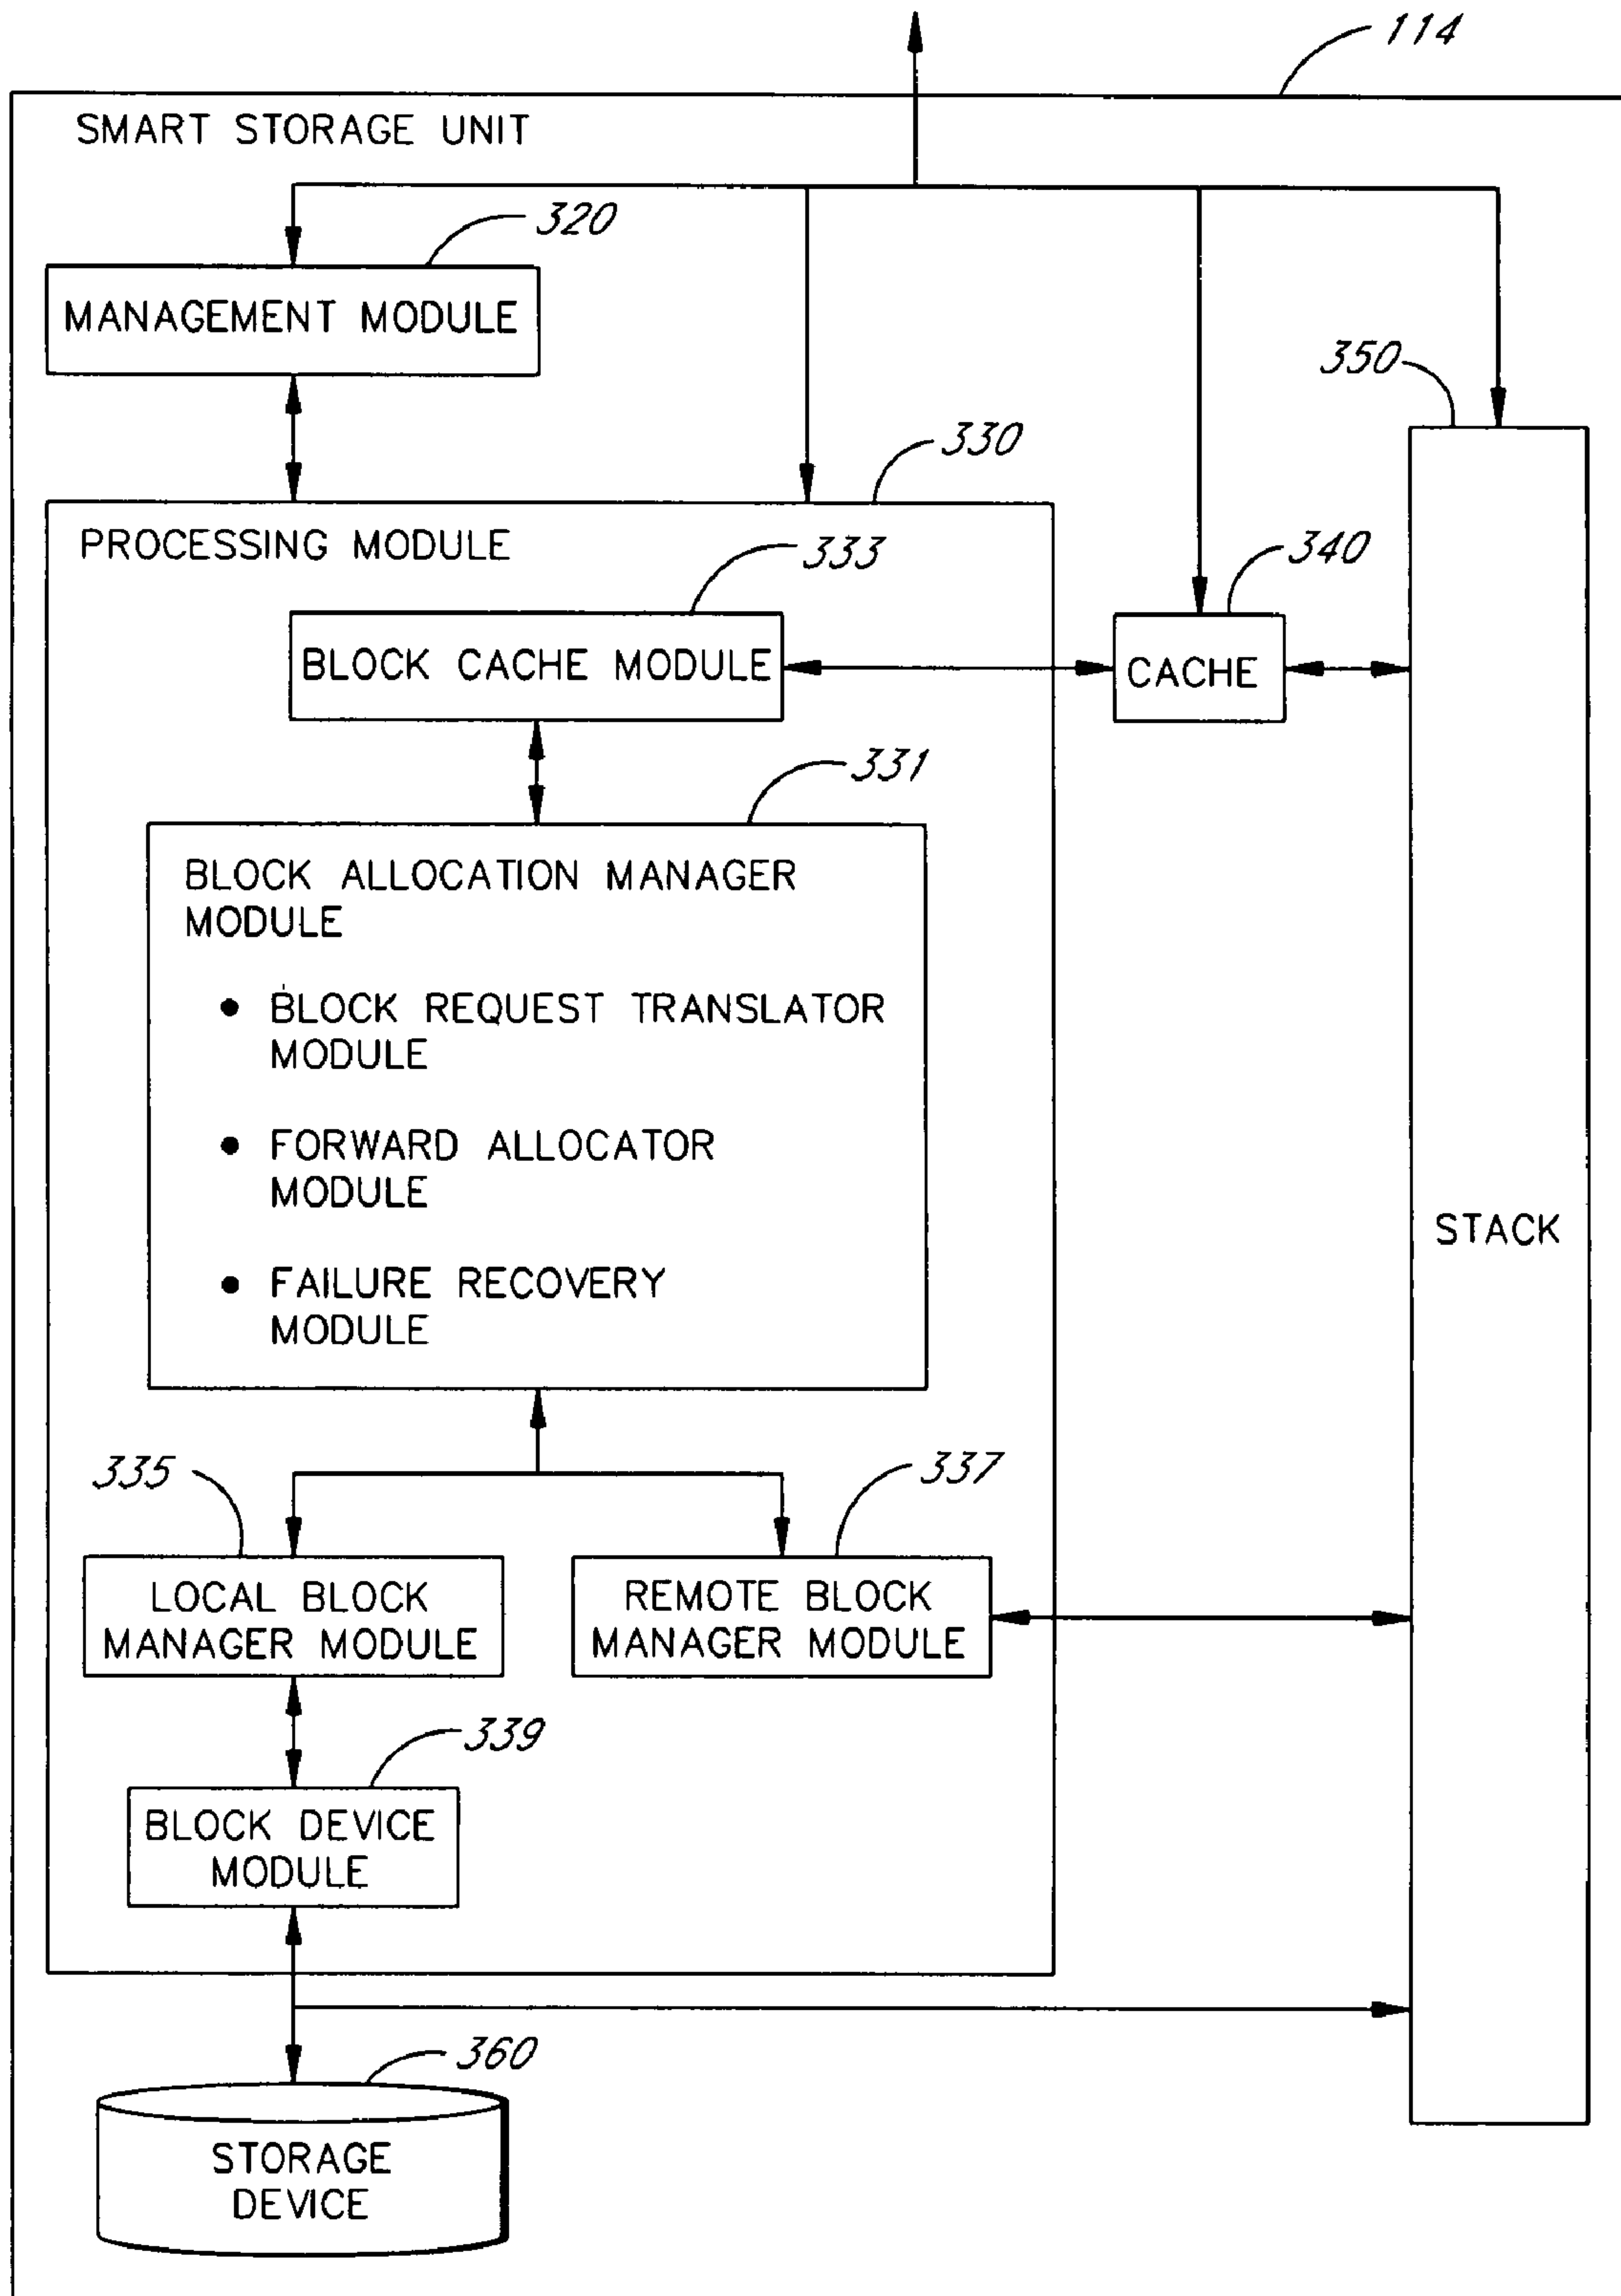 114
SMART STORAGE UNIT
320
MANAGEMENT MODULE
350
330
PROCESSING MODULE
333
340
BLOCK CACHE MODULE
CACHE
331
BLOCK ALLOCATION MANAGER
MODULE
• BLOCK REQUEST TRANSLATOR
MODULE
• FORWARD ALLOCATOR
MODULE
STACK
• FAILURE RECOVERY
MODULE
335
337
LOCAL BLOCK
MANAGER MODULE
REMOTE BLOCK
MANAGER MODULE
339
BLOCK DEVICE
MODULE
360
STORAGE
DEVICE